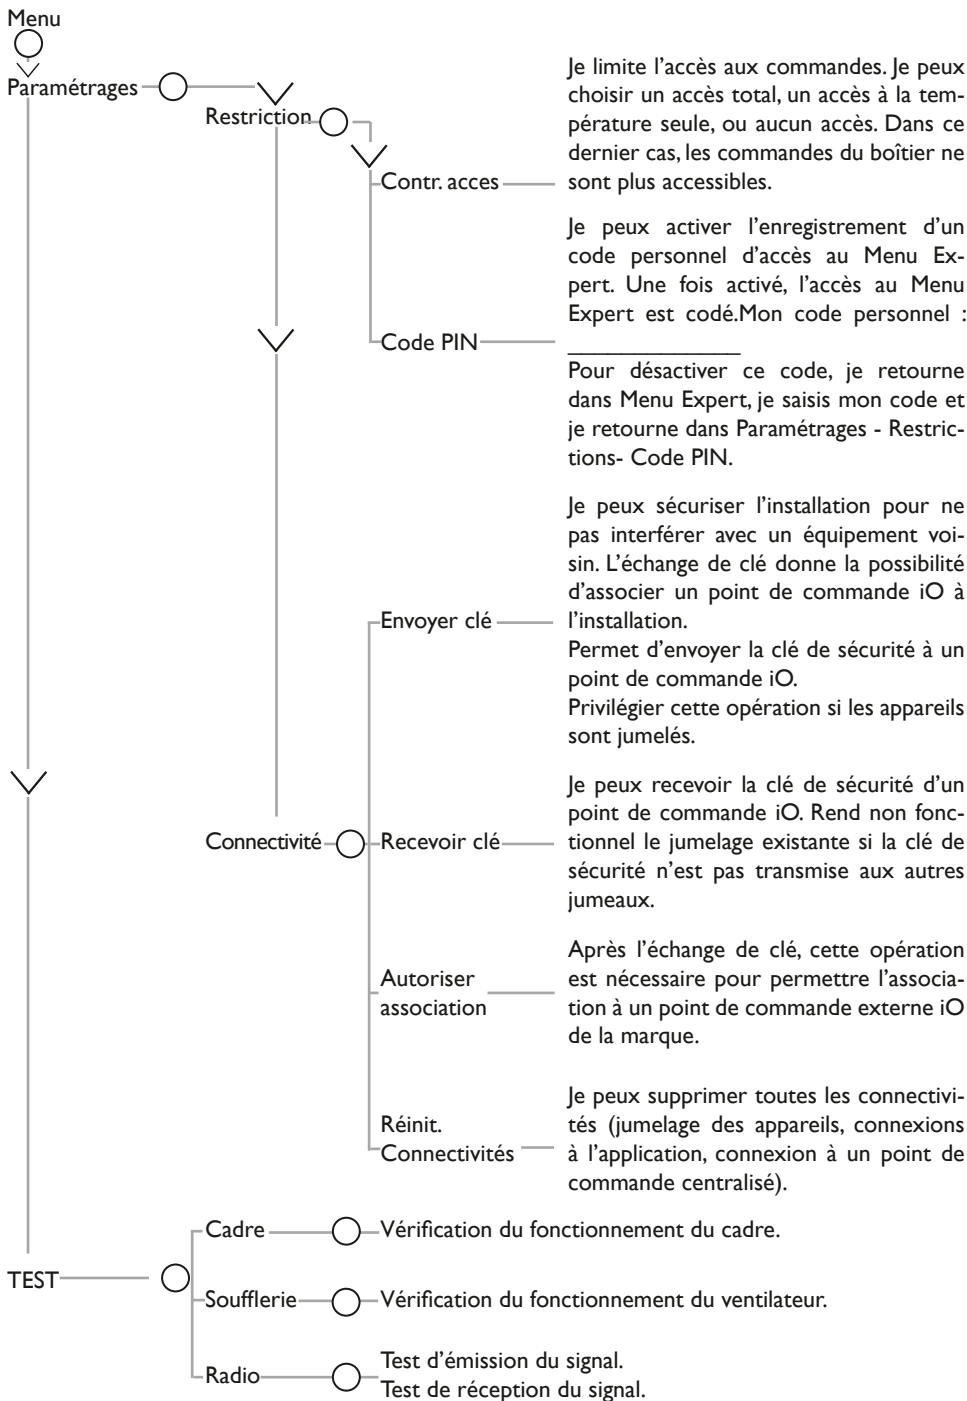 Menu
Paramétrages
Restriction
Contr. acces
Je limite l'accès aux commandes. Je peux
choisir un accès total, un accès à la tem-
pérature seule, ou aucun accès. Dans ce
dernier cas, les commandes du boîtier ne
sont plus accessibles.
Code PIN
Je peux activer l'enregistrement d'un
code personnel d'accès au Menu Ex-
pert. Une fois activé, l'accès au Menu
Expert est codé.Mon code personnel :
_____________
Pour désactiver ce code, je retourne
dans Menu Expert, je saisis mon code et
je retourne dans Paramétrages - Restric-
tions- Code PIN.
Connectivité
Envoyer clé
Je peux sécuriser l'installation pour ne
pas interférer avec un équipement voi-
sin. L'échange de clé donne la possibilité
d'associer un point de commande iO à
l'installation.
Permet d'envoyer la clé de sécurité à un
point de commande iO.
Privilégier cette opération si les appareils
sont jumelés.
Recevoir clé
Je peux recevoir la clé de sécurité d'un
point de commande iO. Rend non fonc-
tionnel le jumelage existante si la clé de
sécurité n'est pas transmise aux autres
jumeaux.
Autoriser
association
Après l'échange de clé, cette opération
est nécessaire pour permettre l'associa-
tion à un point de commande externe iO
de la marque.
Réinit.
Connectivités
Je peux supprimer toutes les connectivi-
tés (jumelage des appareils, connexions
à l'application, connexion à un point de
commande centralisé).
TEST
Cadre
Vérification du fonctionnement du cadre.
Soufflerie
Vérification du fonctionnement du ventilateur.
Radio
Test d'émission du signal.
Test de réception du signal.